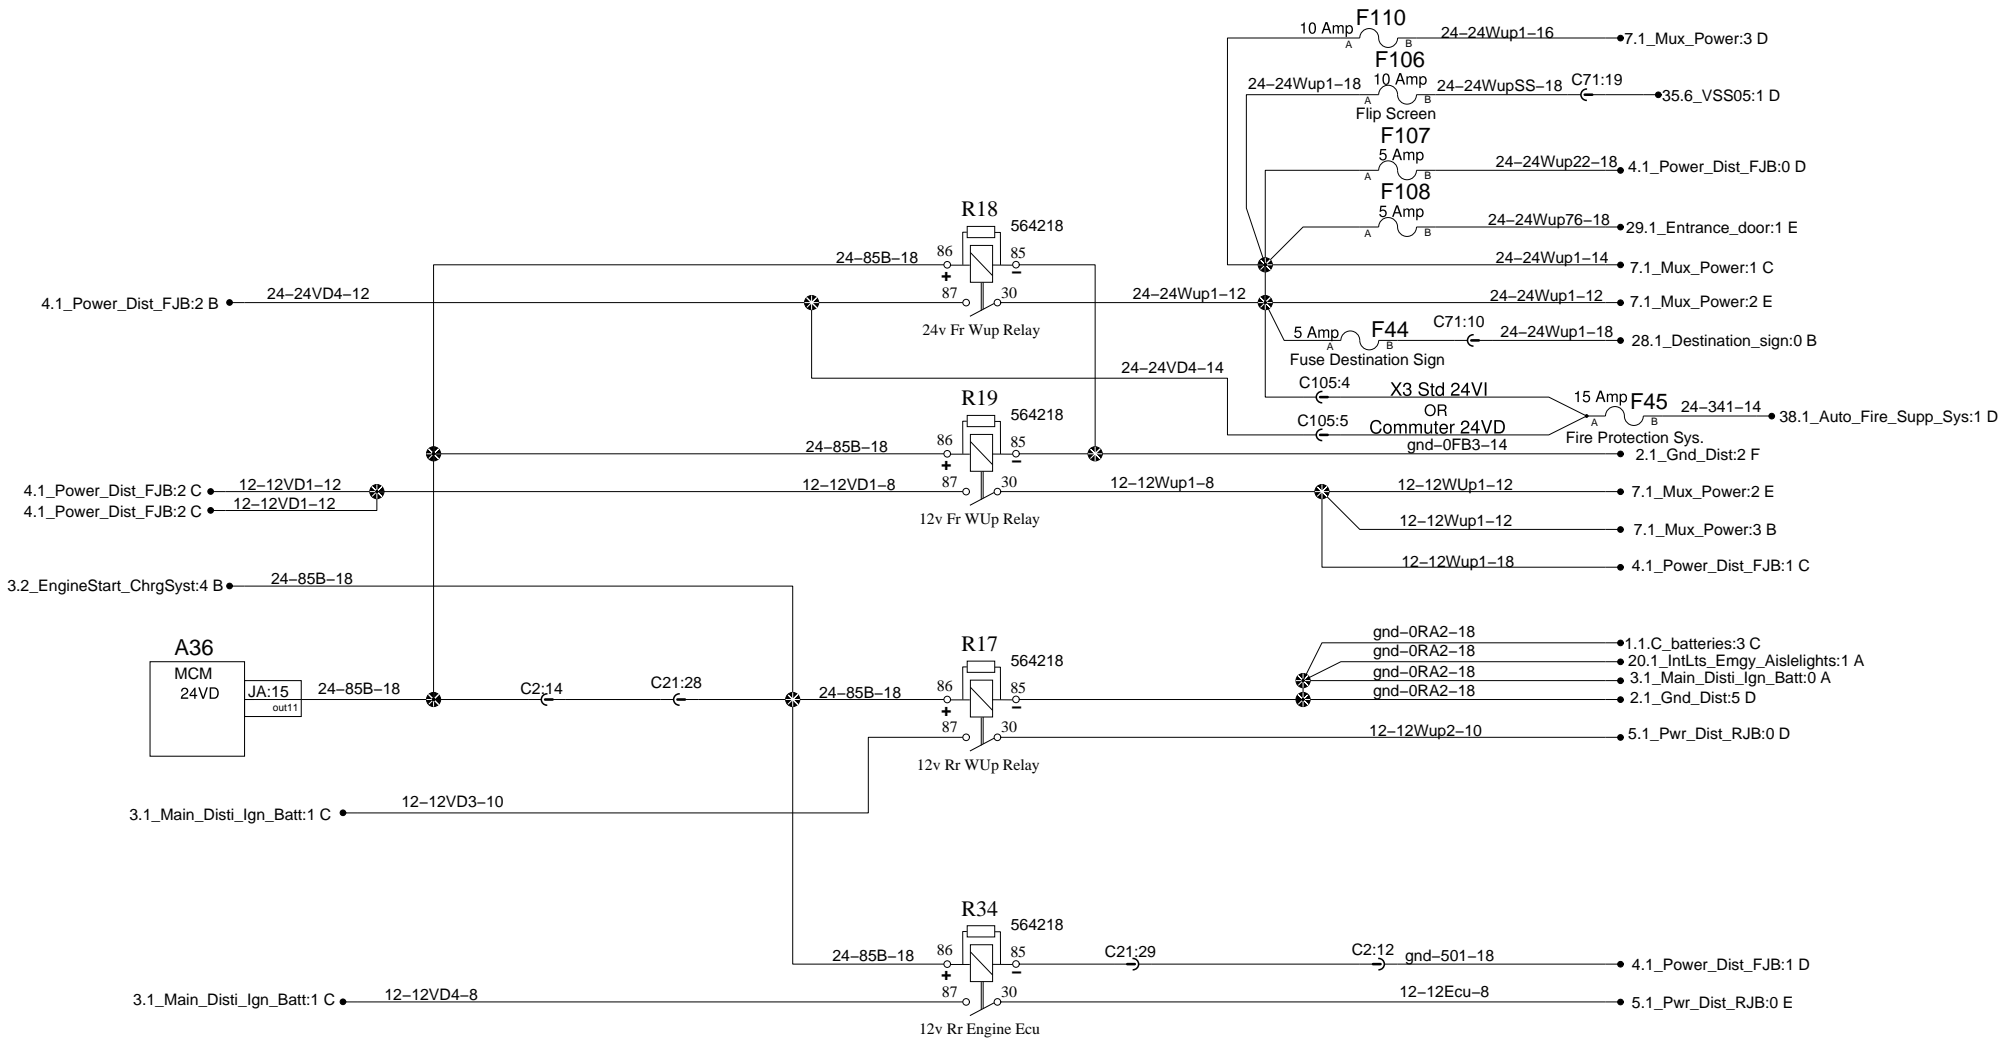 F110
10 Amp
A
B
24-24Wup1-16
7.1_Mux_Power:3 D
F106
24-24Wup1-18
10 Amp
A
B
24-24WupSS-18
C71:19
35.6_VSS05:1 D
Flip Screen
F107
5 Amp
A
B
24-24Wup22-18
4.1_Power_Dist_FJB:0 D
F108
5 Amp
A
B
24-24Wup76-18
29.1_Entrance_door:1 E
R18
564218
24-85B-18
86
+
85
-
24-24Wup1-14
7.1_Mux_Power:1 C
4.1_Power_Dist_FJB:2 B
24-24VD4-12
87
30
24-24Wup1-12
24-24Wup1-12
7.1_Mux_Power:2 E
24v Fr Wup Relay
5 Amp
F44
A
B
C71:10
24-24Wup1-18
28.1_Destination_sign:0 B
Fuse Destination Sign
24-24VD4-14
C105:4
X3 Std 24VI
OR
C105:5
Commuter 24VD
15 Amp
F45
A
B
24-341-14
38.1_Auto_Fire_Supp_Sys:1 D
Fire Protection Sys.
R19
564218
24-85B-18
86
+
85
-
gnd-0FB3-14
2.1_Gnd_Dist:2 F
4.1_Power_Dist_FJB:2 C
12-12VD1-12
12-12VD1-8
87
30
12-12Wup1-8
12-12WUp1-12
7.1_Mux_Power:2 E
4.1_Power_Dist_FJB:2 C
12-12VD1-12
12v Fr WUp Relay
12-12Wup1-12
7.1_Mux_Power:3 B
12-12Wup1-18
4.1_Power_Dist_FJB:1 C
3.2_EngineStart_ChrgSyst:4 B
24-85B-18
A36
MCM
24VD
JA:15
out11
24-85B-18
C2:14
C21:28
24-85B-18
R17
564218
86
+
85
-
gnd-0RA2-18
1.1.C_batteries:3 C
gnd-0RA2-18
20.1_IntLts_Emgy_Aislelights:1 A
gnd-0RA2-18
3.1_Main_Disti_Ign_Batt:0 A
gnd-0RA2-18
2.1_Gnd_Dist:5 D
87
30
12-12Wup2-10
5.1_Pwr_Dist_RJB:0 D
12v Rr WUp Relay
3.1_Main_Disti_Ign_Batt:1 C
12-12VD3-10
R34
564218
24-85B-18
86
+
85
-
C21:29
C2:12
gnd-501-18
4.1_Power_Dist_FJB:1 D
3.1_Main_Disti_Ign_Batt:1 C
12-12VD4-8
87
30
12-12Ecu-8
5.1_Pwr_Dist_RJB:0 E
12v Rr Engine Ecu